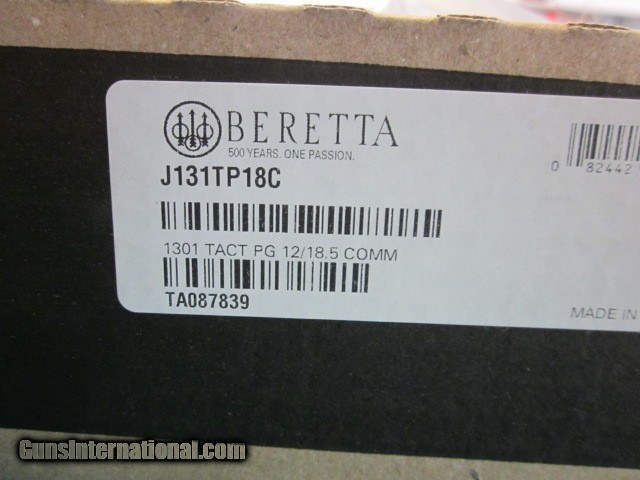 BERETTA
500 YEARS. ONE PASSION.
J131TP18C
1301 TACT PG 12/18.5 COMM
TA087839
0 82442
MADE IN
GunsInternational.com